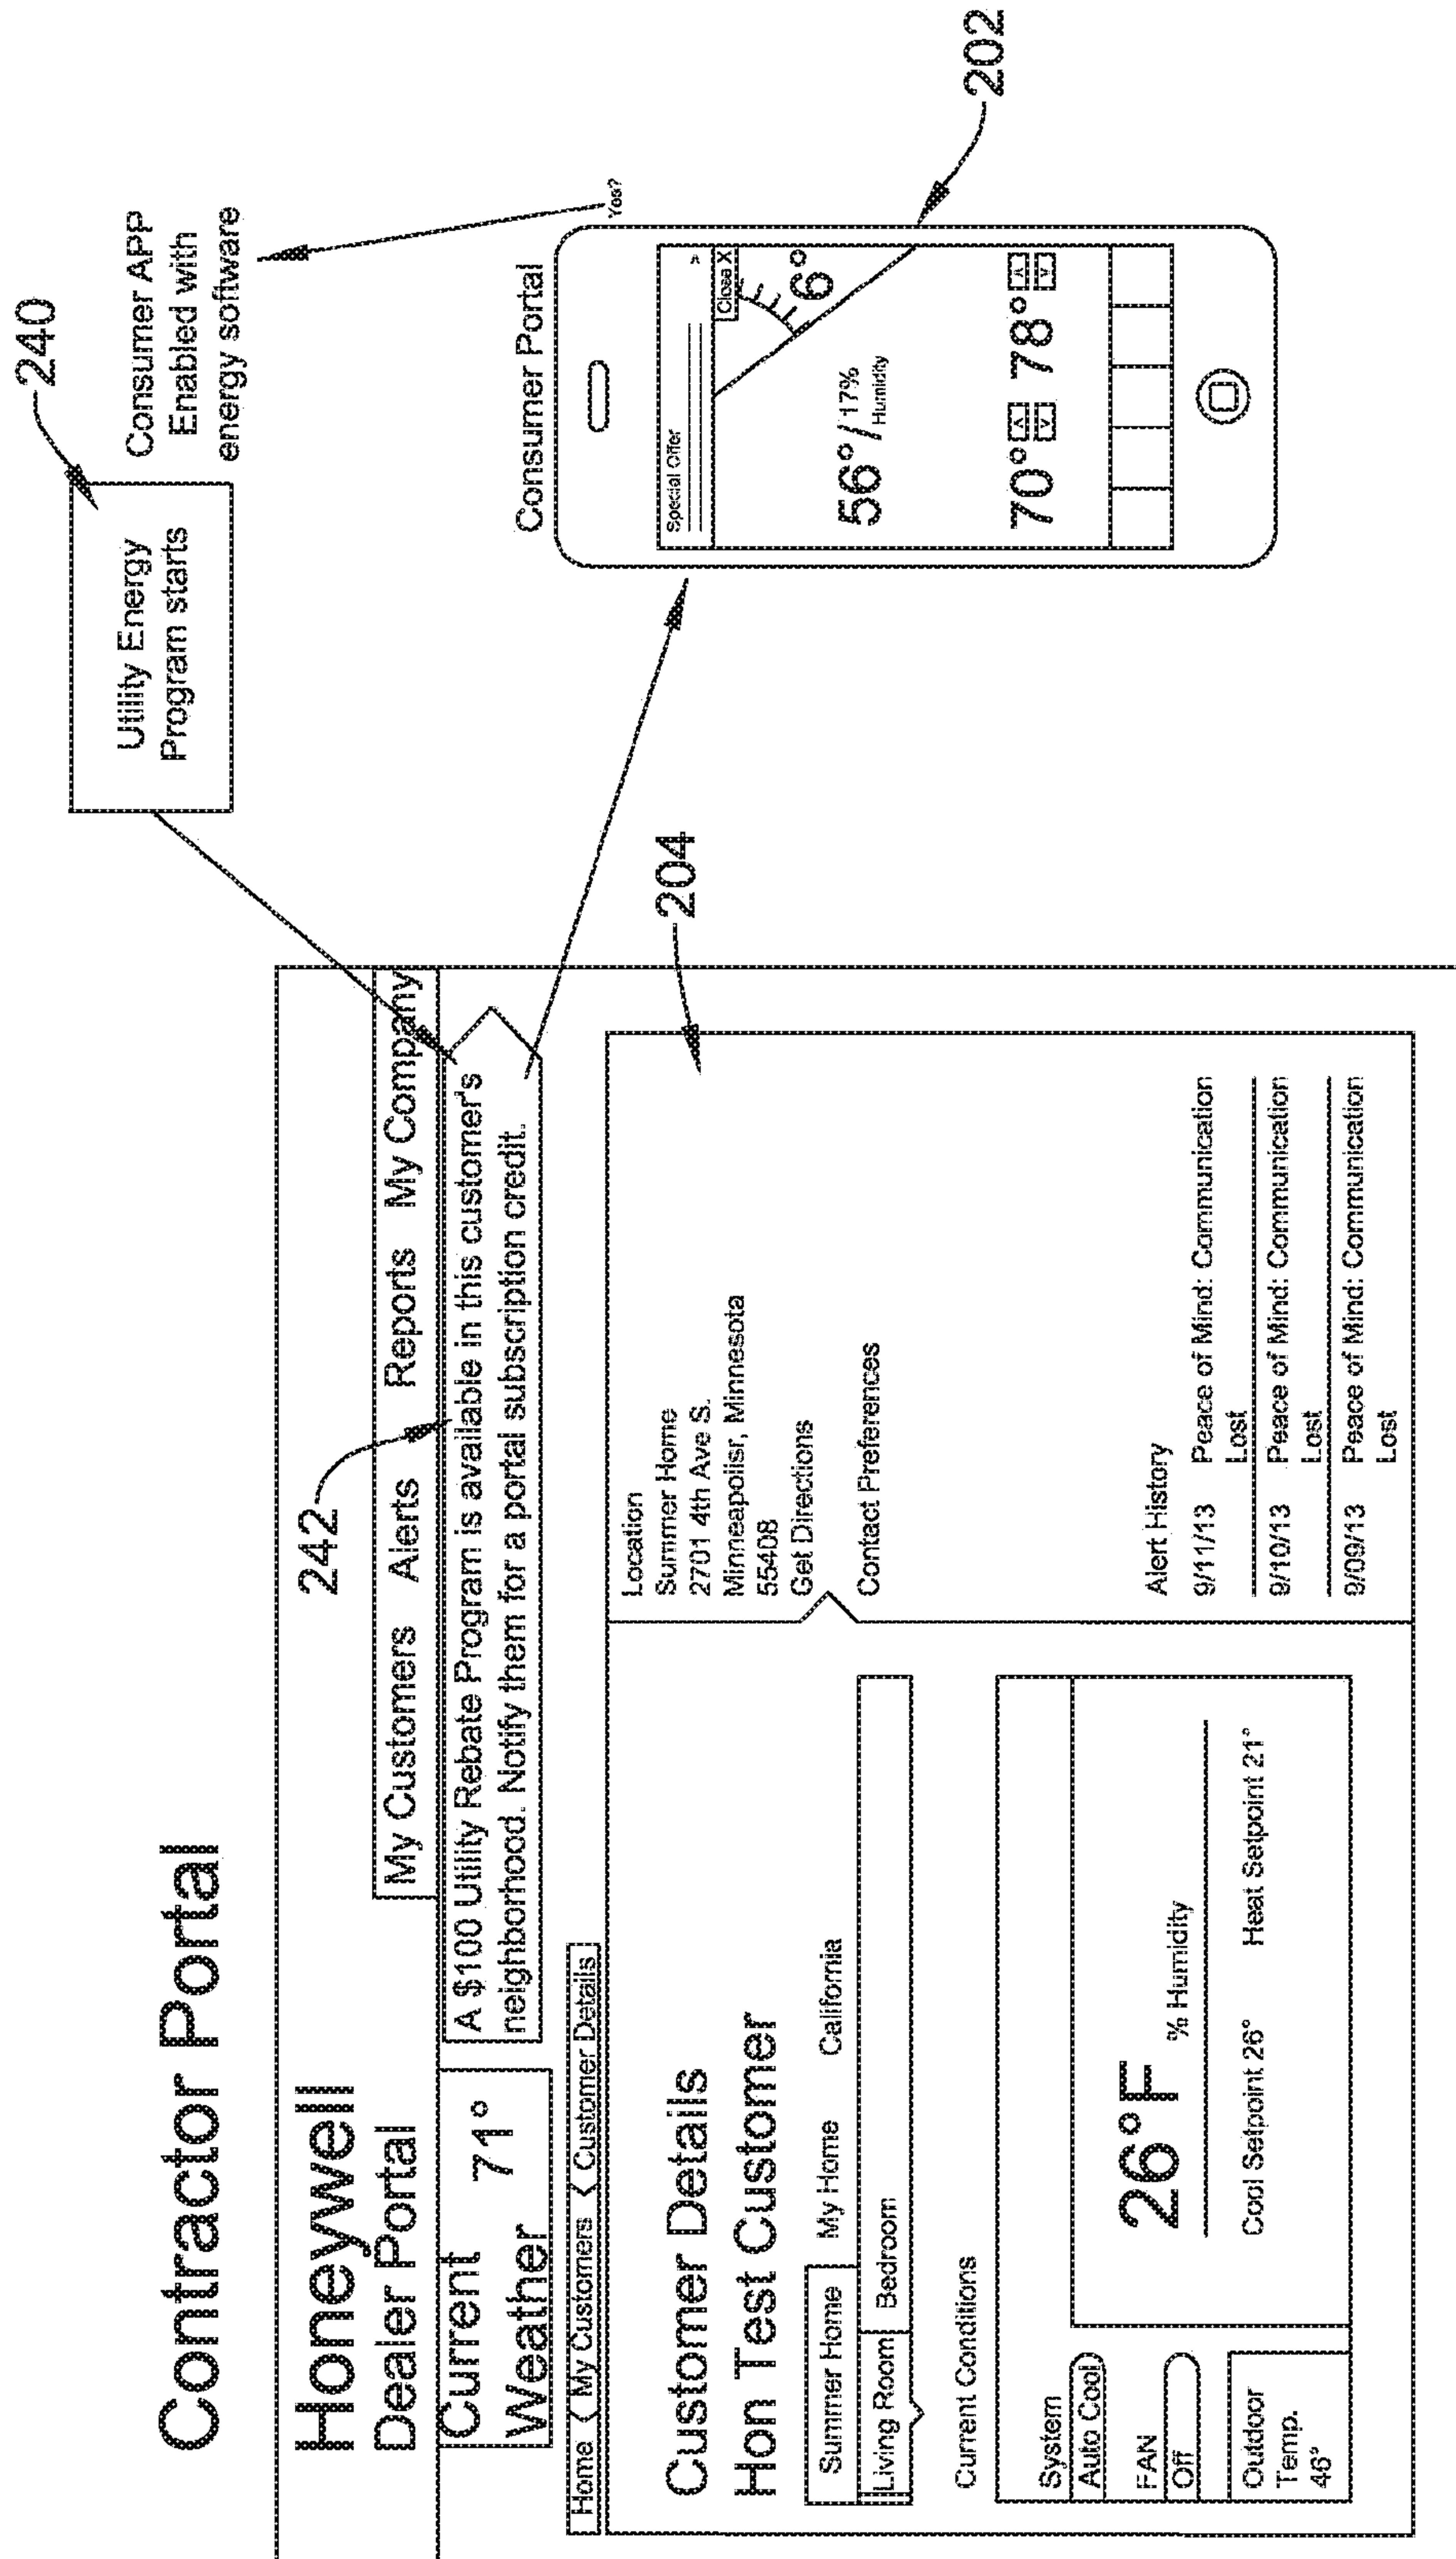 Contractor Portal
240
Utility Energy
Program starts
Consumer APP
Enabled with
energy software
Yes?
Honeywell
Dealer Portal
242
My Customers Alerts Reports My Company
Current
Weather
71°
A $100 Utility Rebate Program is available in this customer's
neighborhood. Notify them for a portal subscription credit.
Home < My Customers < Customer Details
204
Customer Details
Hon Test Customer
Summer Home My Home California
Living Room Bedroom
Current Conditions
System
Auto Cool
FAN
Off
Outdoor
Temp.
46°
26°F
% Humidity
Cool Setpoint 26° Heat Setpoint 21°
Location
Summer Home
2701 4th Ave S.
Minneapolisr, Minnesota
55408
Get Directions
Contact Preferences
Alert History
9/11/13 Peace of Mind: Communication
Lost
9/10/13 Peace of Mind: Communication
Lost
9/09/13 Peace of Mind: Communication
Lost
Consumer Portal
Special Offer
Close X
6°
56°/17%
Humidity
70° 78°
202